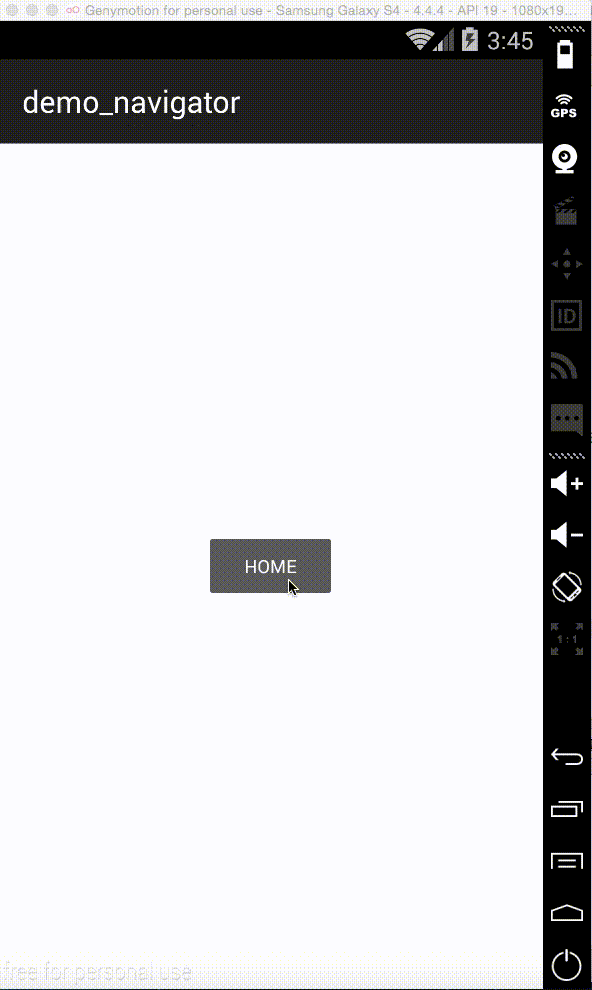 Genymotion for personal use - Samsung Galaxy S4 - 4.4.4 - API 19 - 1080x19...
3:45
demo_navigator
GPS
ID
HOME
1:1
free for personal use